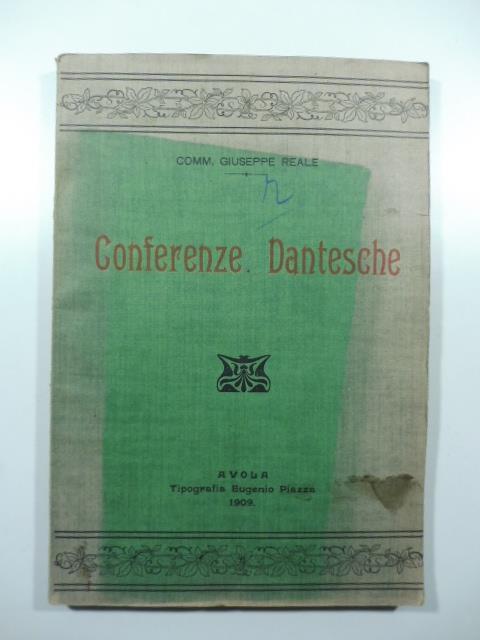 COMM. GIUSEPPE REALE
Conferenze Dantesche
AVOLA
Tipografia Eugenio Piazza
1909.